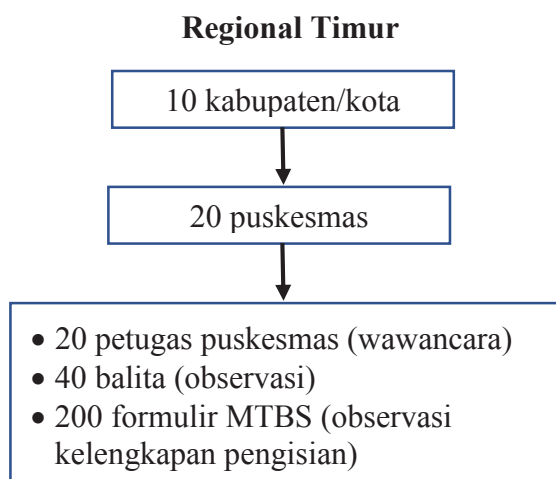 Regional Timur
10 kabupaten/kota
20 puskesmas
• 20 petugas puskesmas (wawancara)
• 40 balita (observasi)
• 200 formulir MTBS (observasi
kelengkapan pengisian)